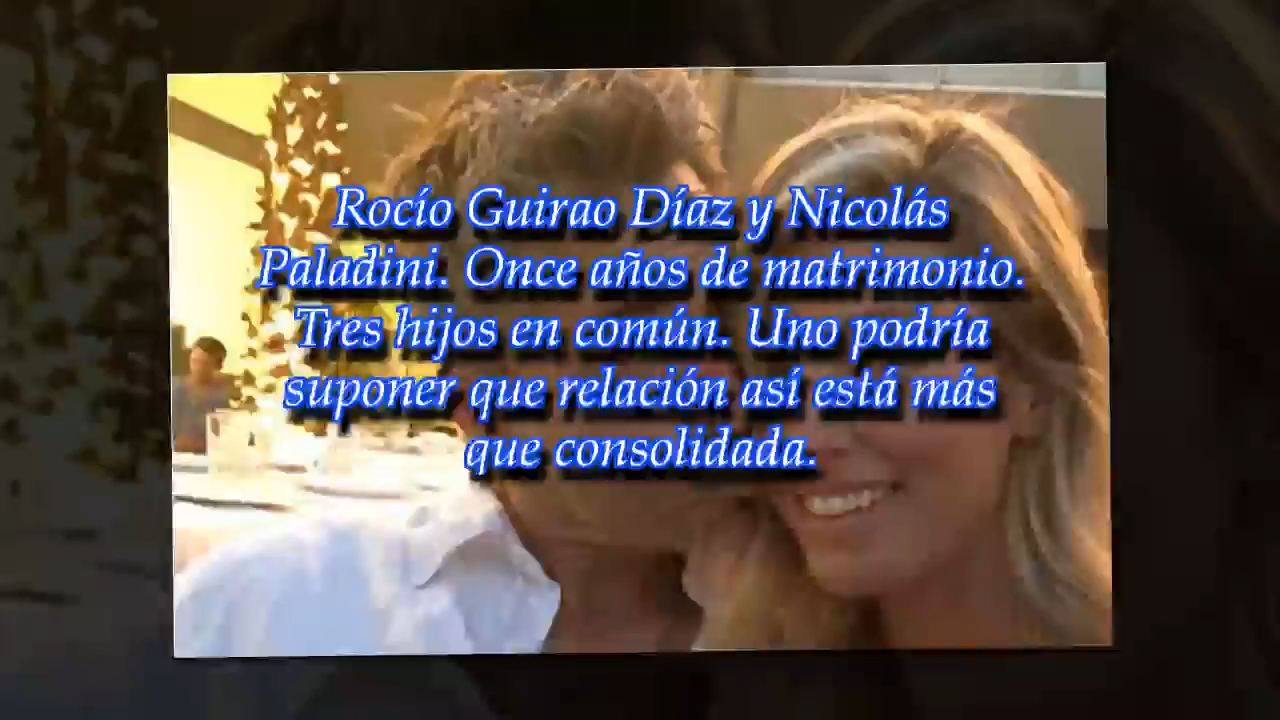 Rocío Guirao Díaz y Nicolás
Paladini. Once años de matrimonio.
Tres hijos en común. Uno podría
suponer que relación así está más
que consolidada.